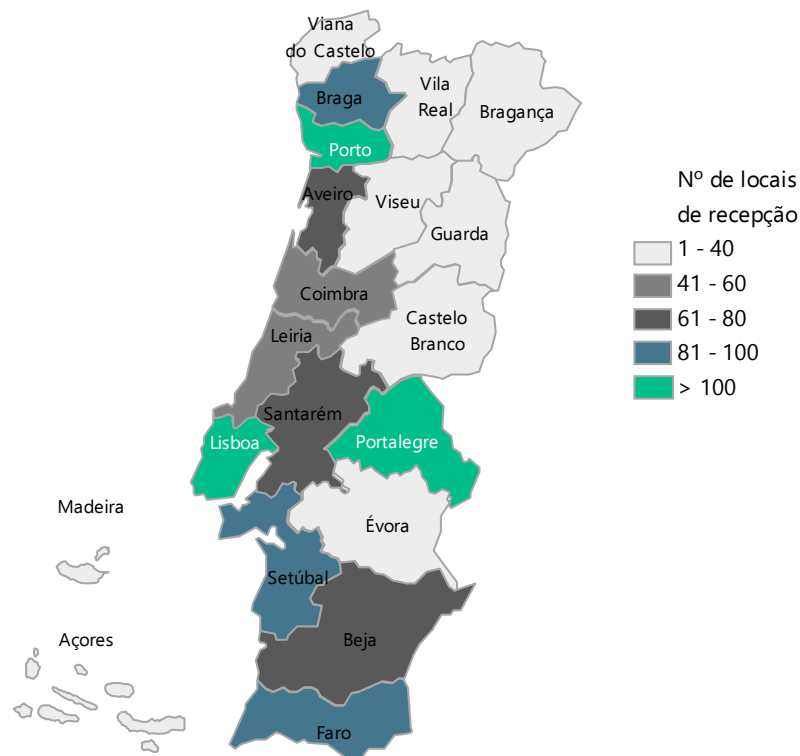 Viana
do Castelo
Braga
Vila
Real
Bragança
Porto
Aveiro
Viseu
Guarda
Coimbra
Leiria
Castelo
Branco
Santarém
Lisboa
Portalegre
Évora
Setúbal
Beja
Faro
Madeira
Açores
Nº de locais
de recepção
1 - 40
41 - 60
61 - 80
81 - 100
> 100